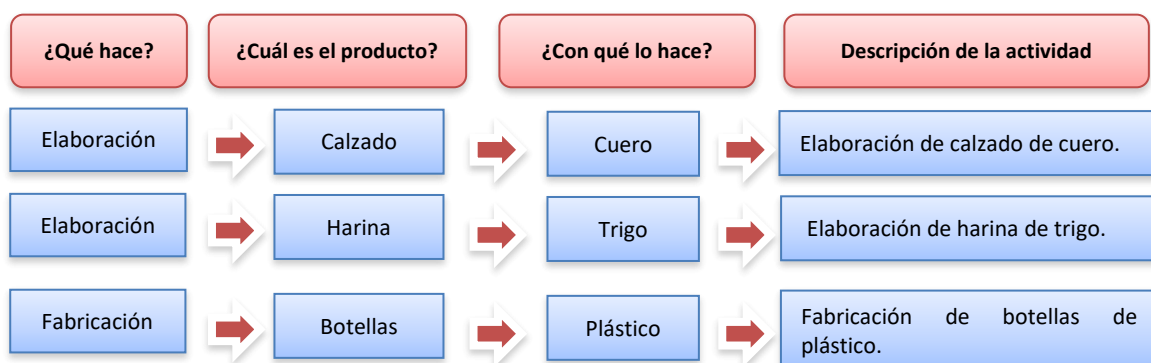 ¿Qué hace? ¿Cuál es el producto? ¿Con qué lo hace? Descripción de la actividad
Elaboración Calzado Cuero Elaboración de calzado de cuero.
Elaboración Harina Trigo Elaboración de harina de trigo.
Fabricación Botellas Plástico Fabricación de botellas de
plástico.